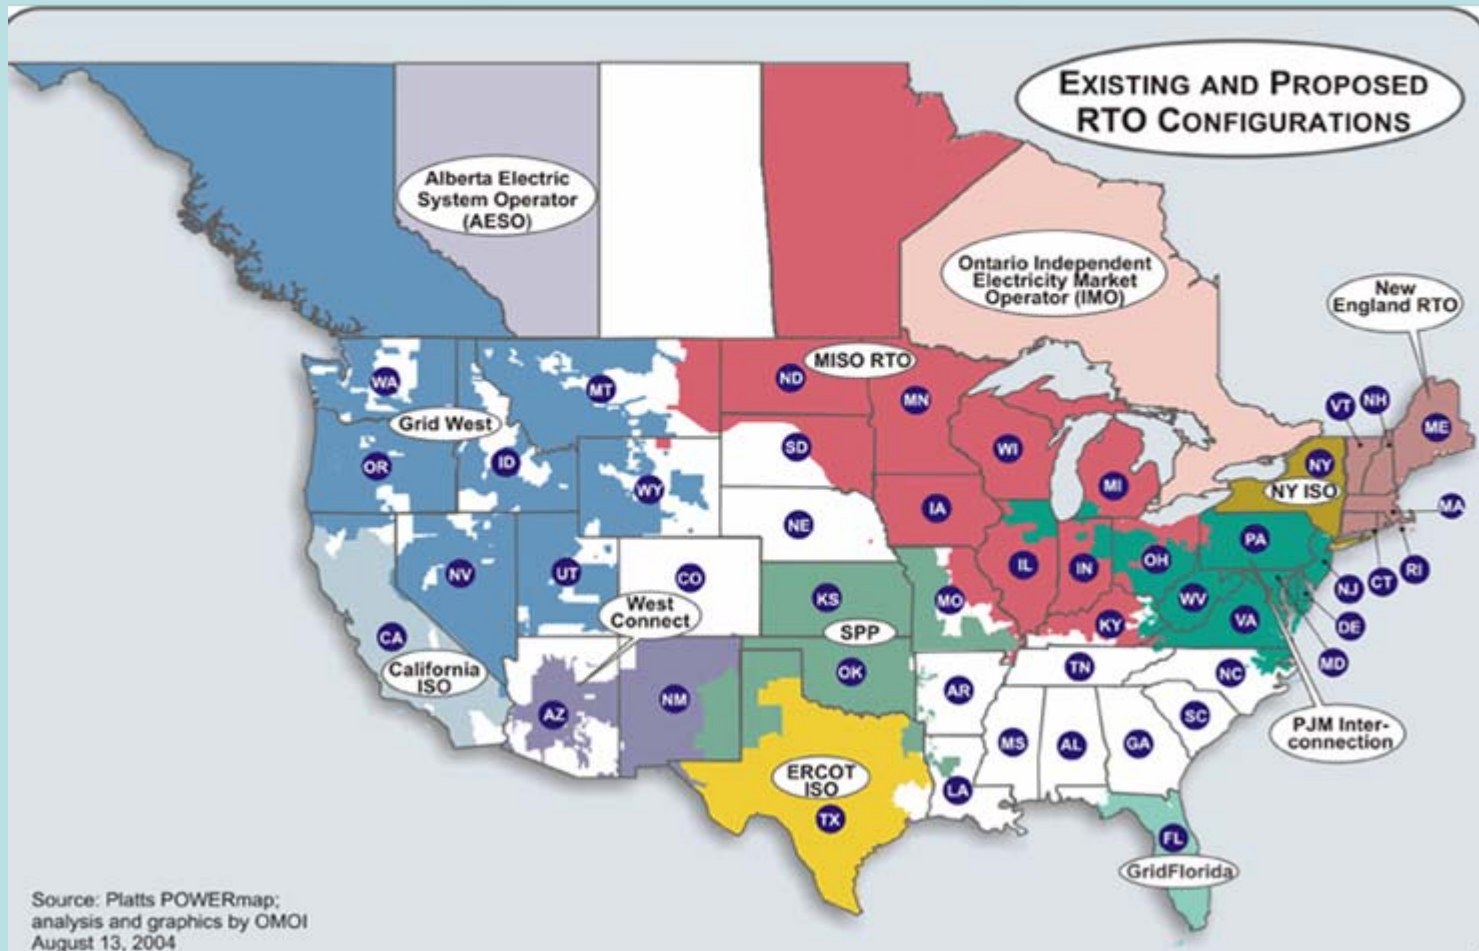 EXISTING AND PROPOSED
RTO CONFIGURATIONS
Alberta Electric
System Operator
(AESO)
Ontario Independent
Electricity Market
Operator (IMO)
New
England RTO
MISO RTO
Grid West
NY ISO
West
Connect
SPP
California
ISO
PJM Inter-
connection
ERCOT
ISO
GridFlorida
WA
MT
ND
MN
VT
NH
ME
OR
ID
SD
WI
NY
WY
MI
MA
NE
IA
PA
NV
UT
CO
IL
IN
OH
RI
CT
NJ
KS
MO
WV
VA
DE
CA
KY
MD
OK
TN
NC
AR
AZ
NM
SC
MS
AL
GA
LA
TX
FL
Source: Platts POWERmap;
analysis and graphics by OMOI
August 13, 2004